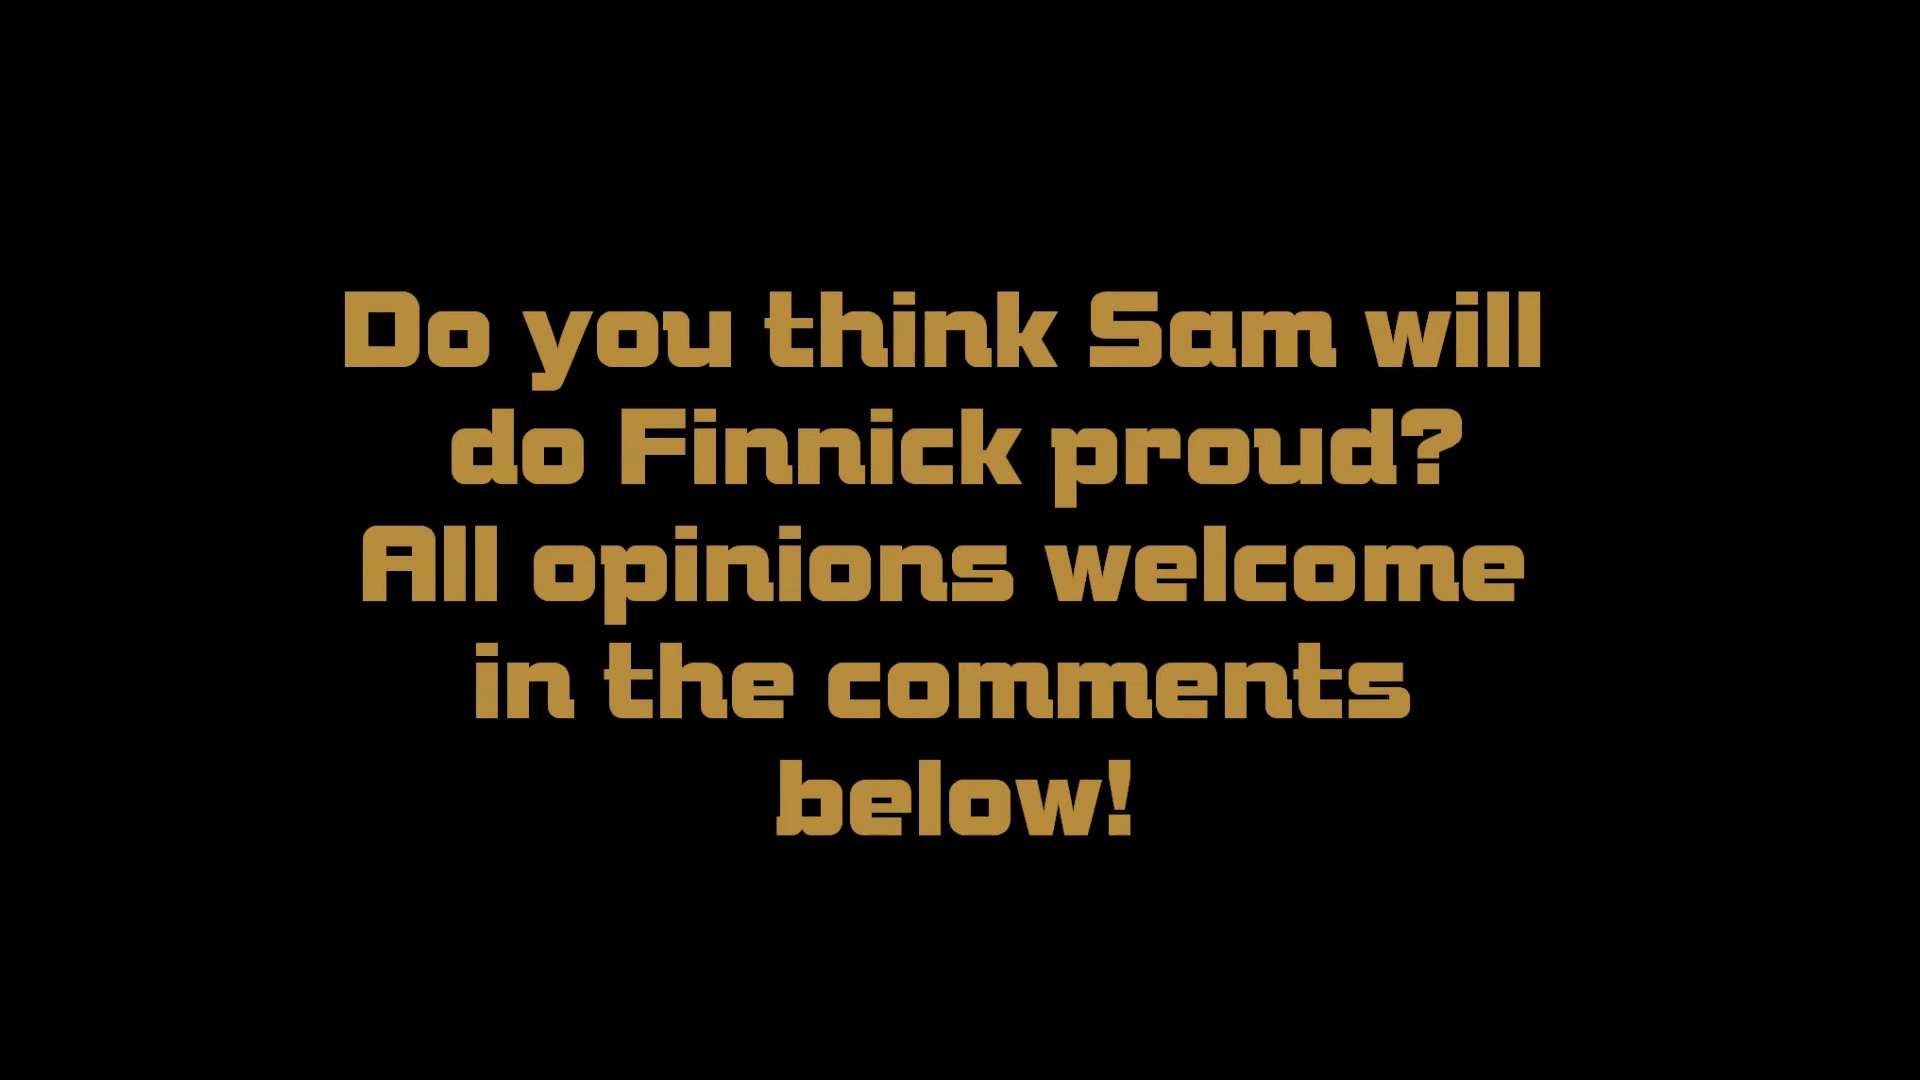 Do you think Sam will
do Finnick proud?
All opinions welcome
in the comments
below!